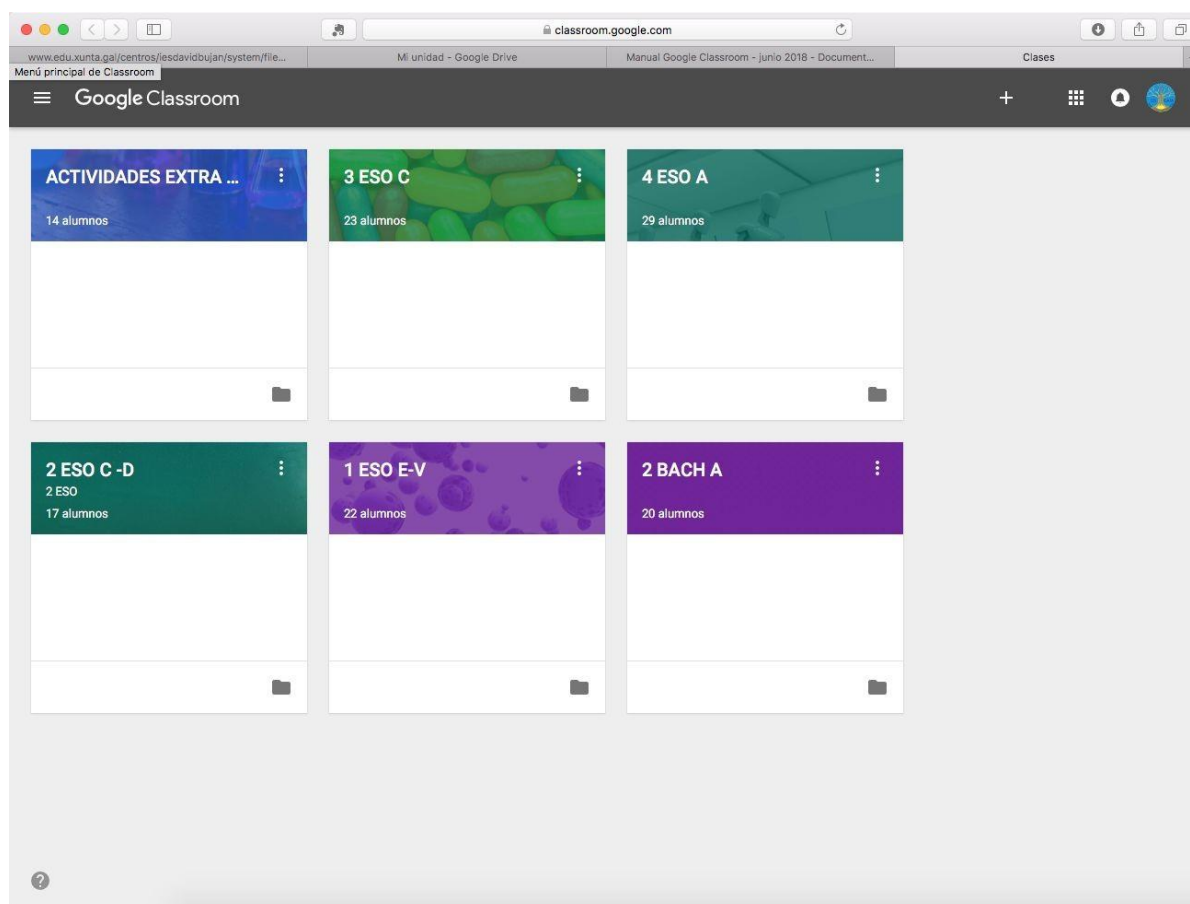 classroom.google.com
www.edu.xunta.gal/centros/iesdavidbujan/system/file...
Mi unidad - Google Drive
Manual Google Classroom - junio 2018 - Document...
Clases
Menú principal de Classroom
Google Classroom
ACTIVIDADES EXTRA ...
14 alumnos
3 ESO C
23 alumnos
4 ESO A
29 alumnos
2 ESO C -D
2 ESO
17 alumnos
1 ESO E-V
22 alumnos
2 BACH A
20 alumnos